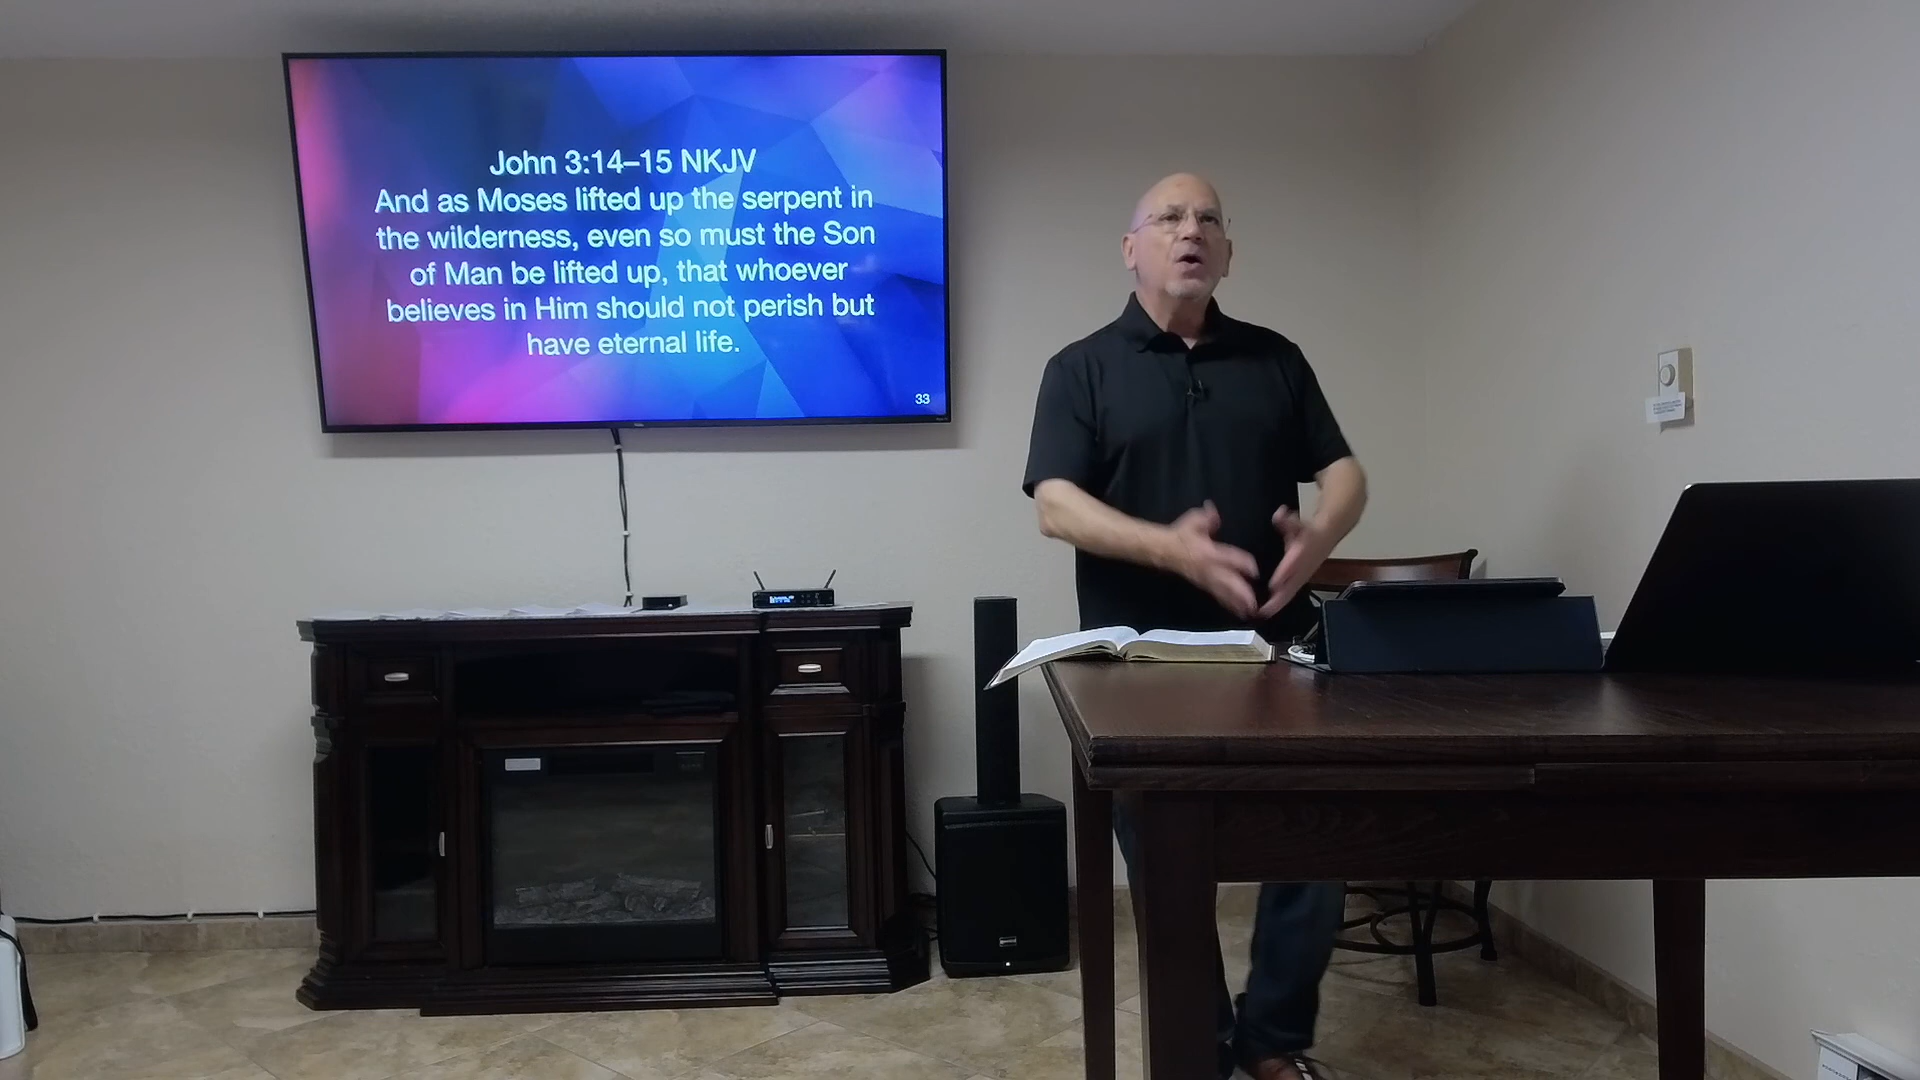 John 3:14–15 NKJV
And as Moses lifted up the serpent in
the wilderness, even so must the Son
of Man be lifted up, that whoever
believes in Him should not perish but
have eternal life.
33